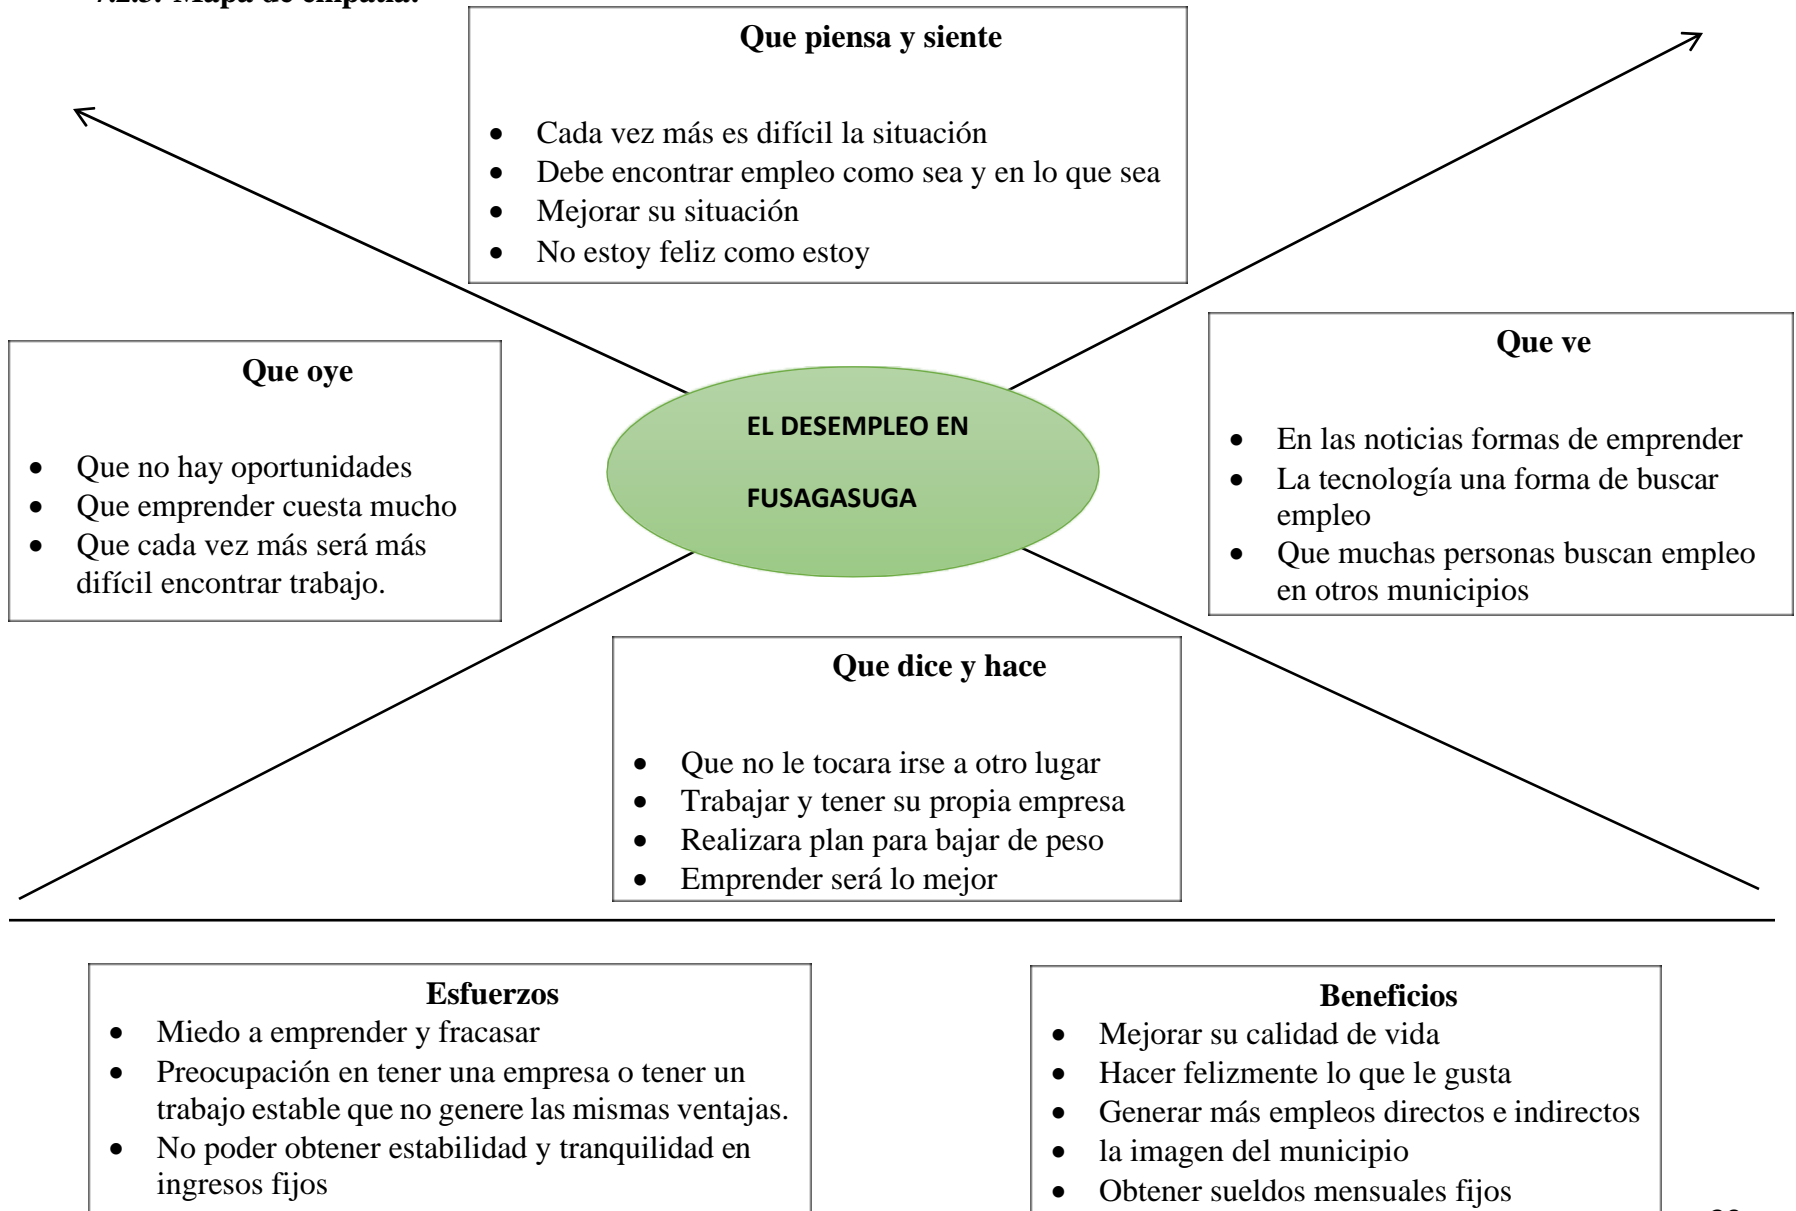 7.2.3. Mapa de empatía.
Que piensa y siente
• Cada vez más es difícil la situación
• Debe encontrar empleo como sea y en lo que sea
• Mejorar su situación
• No estoy feliz como estoy
Que oye
• Que no hay oportunidades
• Que emprender cuesta mucho
• Que cada vez más será más
difícil encontrar trabajo.
EL DESEMPLEO EN
FUSAGASUGA
Que ve
• En las noticias formas de emprender
• La tecnología una forma de buscar
empleo
• Que muchas personas buscan empleo
en otros municipios
Que dice y hace
• Que no le tocara irse a otro lugar
• Trabajar y tener su propia empresa
• Realizara plan para bajar de peso
• Emprender será lo mejor
Esfuerzos
• Miedo a emprender y fracasar
• Preocupación en tener una empresa o tener un
trabajo estable que no genere las mismas ventajas.
• No poder obtener estabilidad y tranquilidad en
ingresos fijos
Beneficios
• Mejorar su calidad de vida
• Hacer felizmente lo que le gusta
• Generar más empleos directos e indirectos
• la imagen del municipio
• Obtener sueldos mensuales fijos